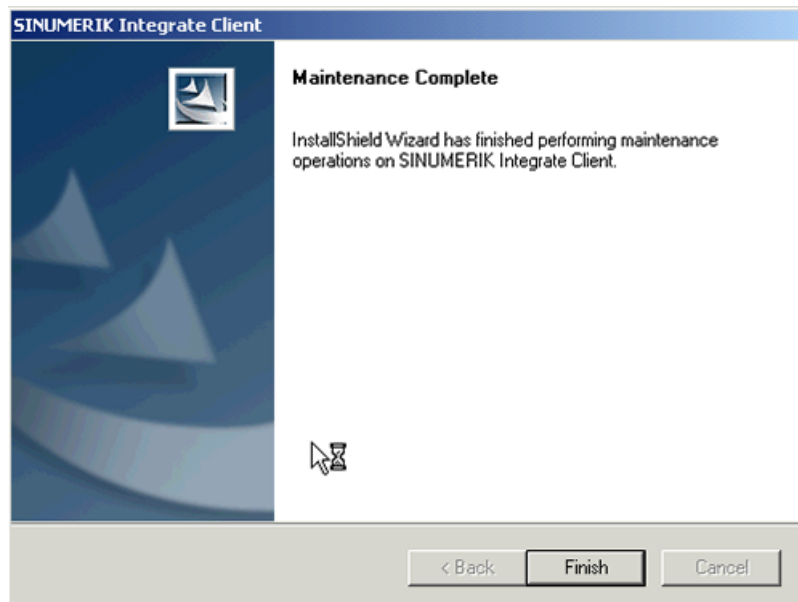 SINUMERIK Integrate Client
Maintenance Complete
InstallShield Wizard has finished performing maintenance
operations on SINUMERIK Integrate Client.
< Back
Finish
Cancel